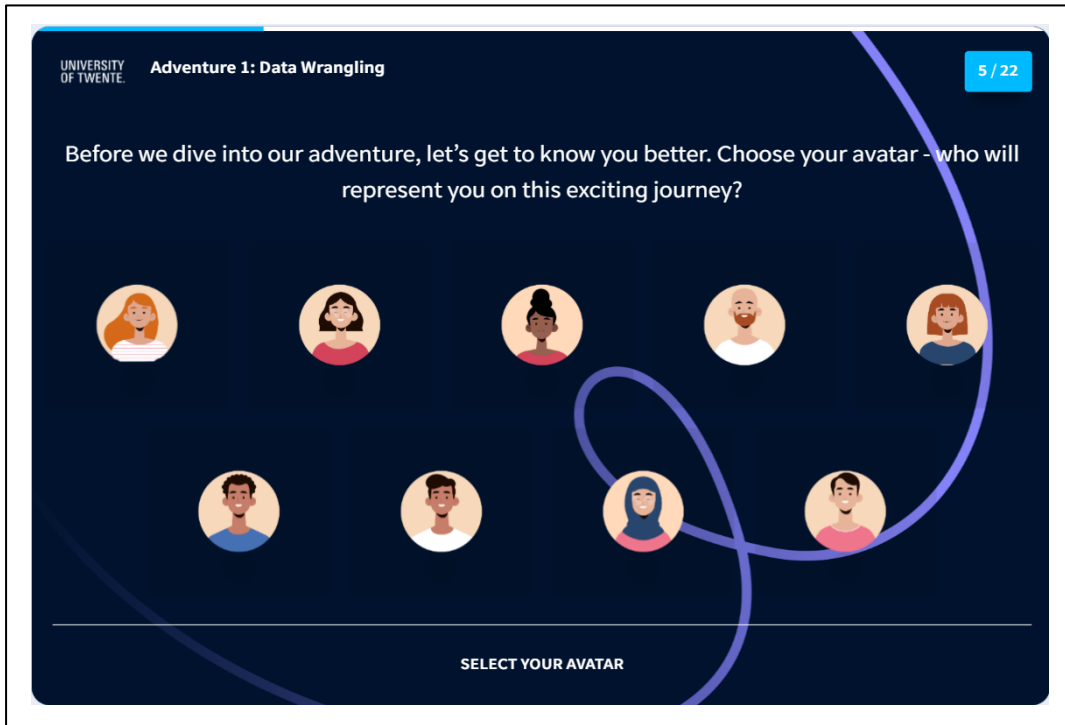 UNIVERSITY
OF TWENTE.
Adventure 1: Data Wrangling
5 / 22
Before we dive into our adventure, let’s get to know you better. Choose your avatar - who will
represent you on this exciting journey?
SELECT YOUR AVATAR